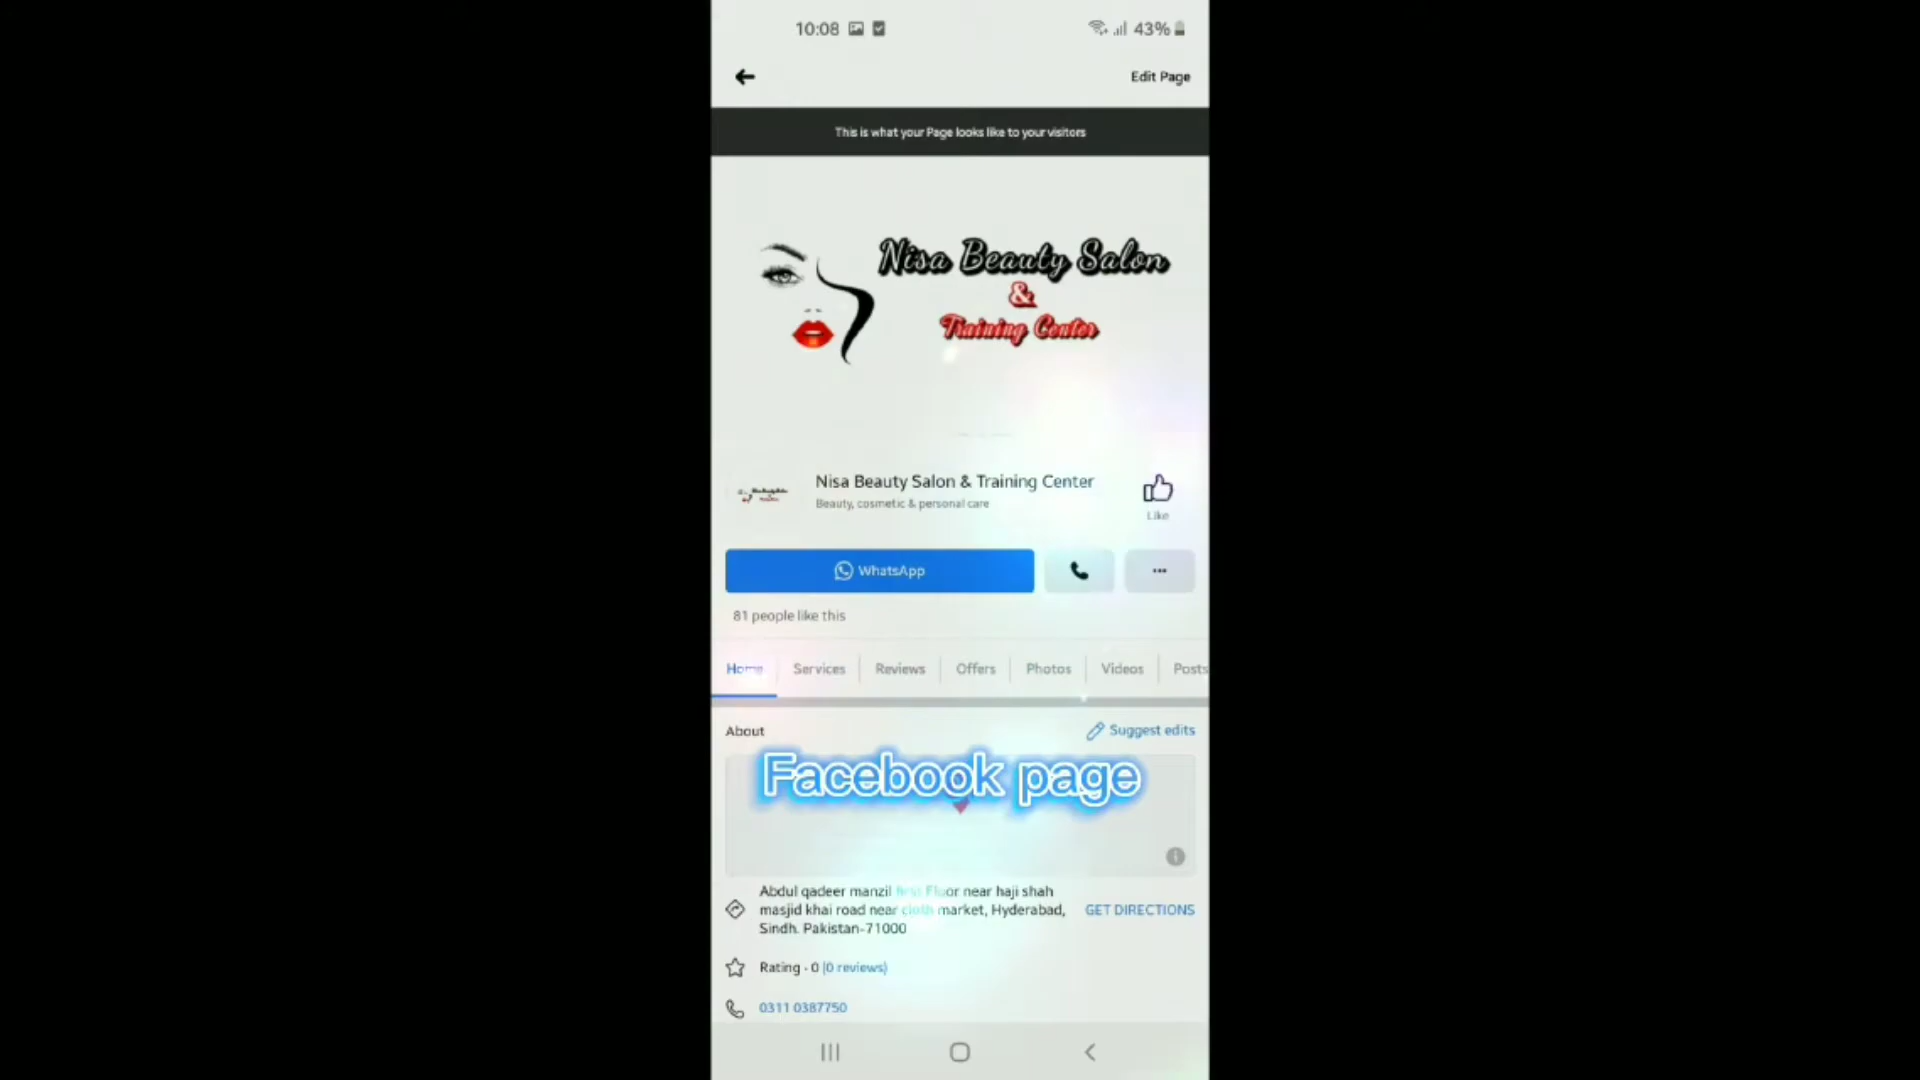 10:08 43%
Edit Page
This is what your Page looks like to your visitors
Nisa Beauty Salon
&
Training Center
Nisa Beauty Salon & Training Center
Beauty, cosmetic & personal care
Like
WhatsApp
81 people like this
Home Services Reviews Offers Photos Videos Posts
About Suggest edits
Facebook page
Abdul qadeer manzil first Floor near haji shah
masjid khai road near cloth market, Hyderabad, GET DIRECTIONS
Sindh. Pakistan-71000
Rating - 0 (0 reviews)
0311 0387750